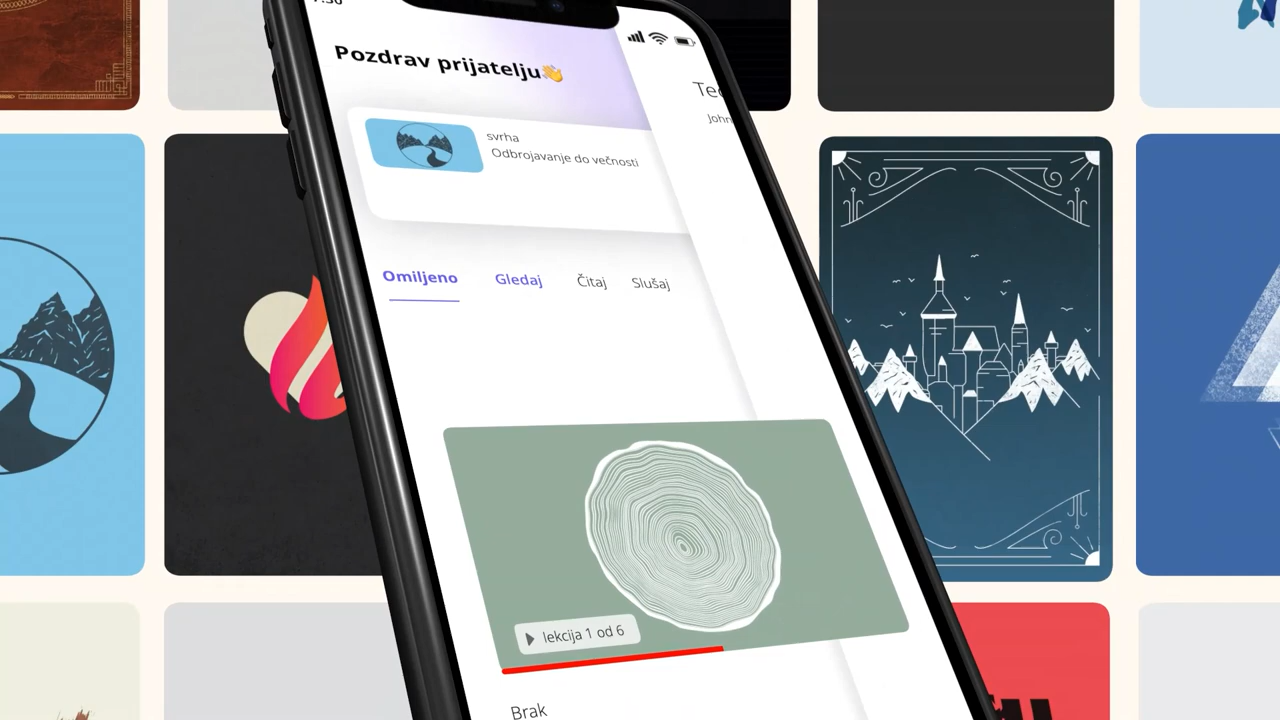 Pozdrav prijatelju👋
svrha
Odbrojavanje do večnosti
Omiljeno Gledaj Čitaj Slušaj
lekcija 1 od 6
Brak